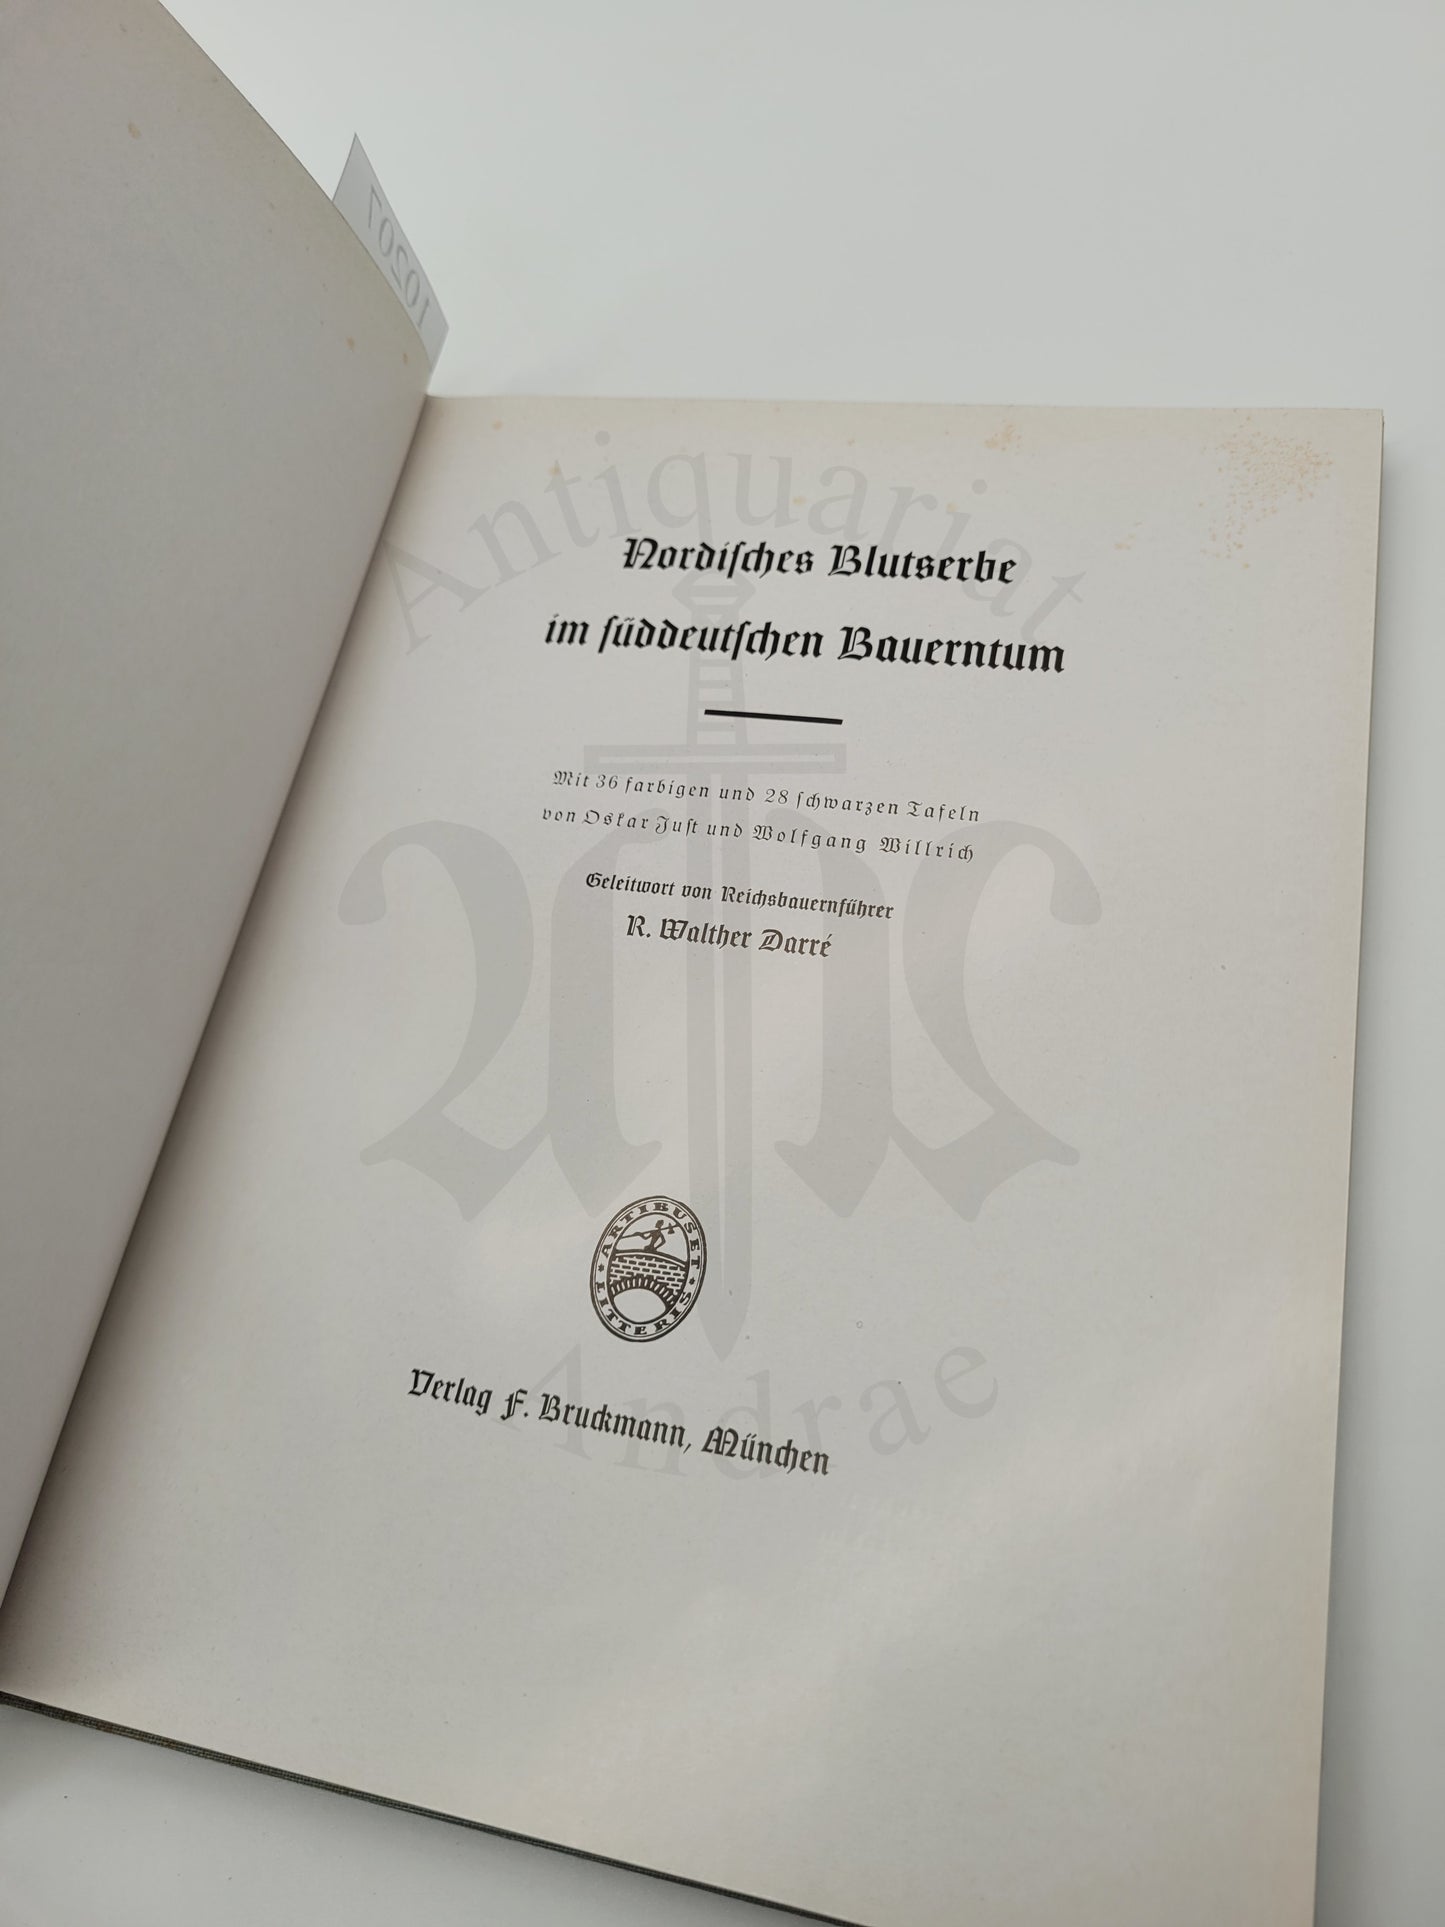 10207
Nordiſches Blutserbe
im ſüddeutſchen Bauerntum
Mit 36 farbigen und 28 ſchwarzen Tafeln
von Oskar Juſt und Wolfgang Willrich
Geleitwort von Reichsbauernführer
R. Walther Darré
ARTIBUS ET
* LITTERIS *
Verlag F. Bruckmann, München
Antiquariat
Andrae